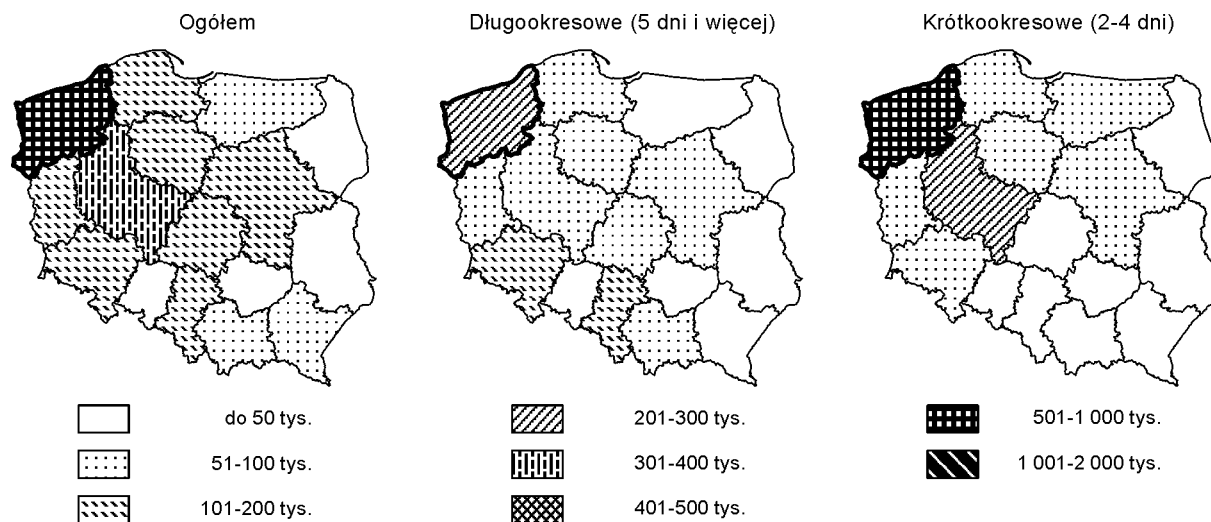 Ogółem
Długookresowe (5 dni i więcej)
Krótkookresowe (2-4 dni)
do 50 tys.
51-100 tys.
101-200 tys.
201-300 tys.
301-400 tys.
401-500 tys.
501-1 000 tys.
1 001-2 000 tys.